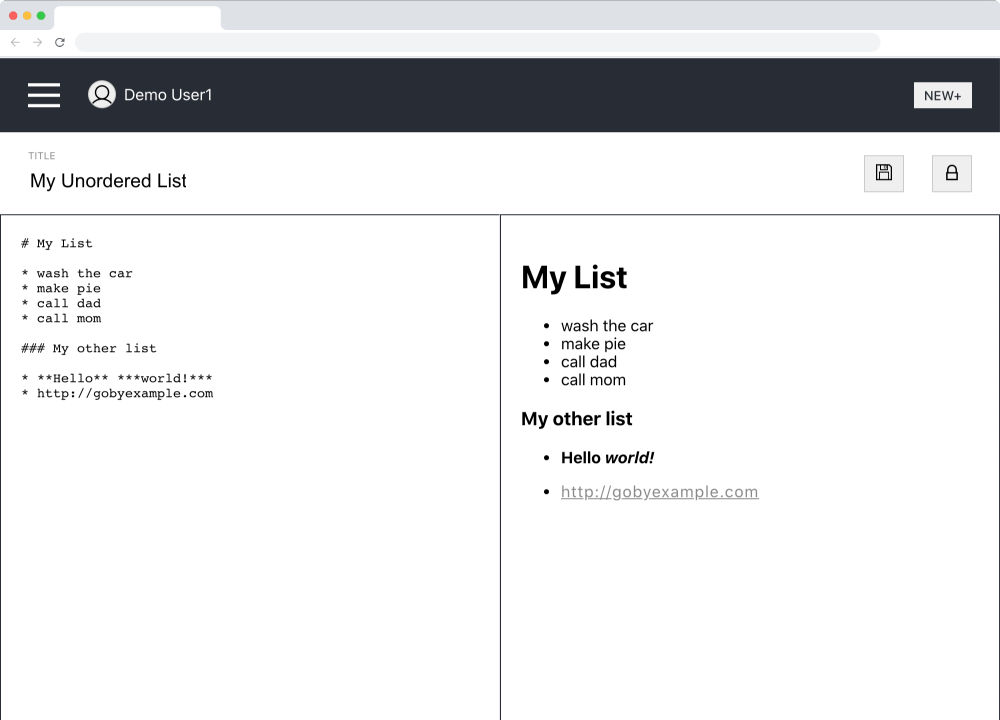 Demo User1
NEW+
TITLE
My Unordered List
# My List
* wash the car
* make pie
* call dad
* call mom
### My other list
* **Hello** ***world!***
* http://gobyexample.com
My List
• wash the car
• make pie
• call dad
• call mom
My other list
• Hello world!
• http://gobyexample.com